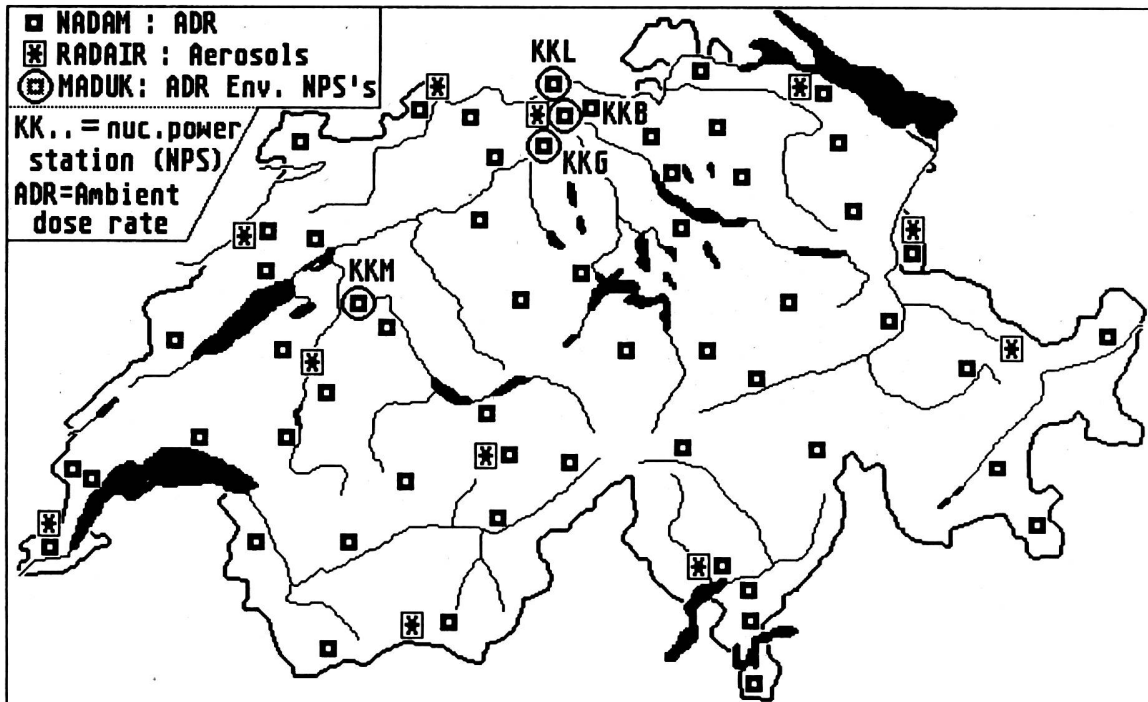 NADAM : ADR
RADAIR : Aerosols
MADUK: ADR Env. NPS's
KK.. = nuc.power
station (NPS)
ADR=Ambient
dose rate
KKL
KKB
KKG
KKM